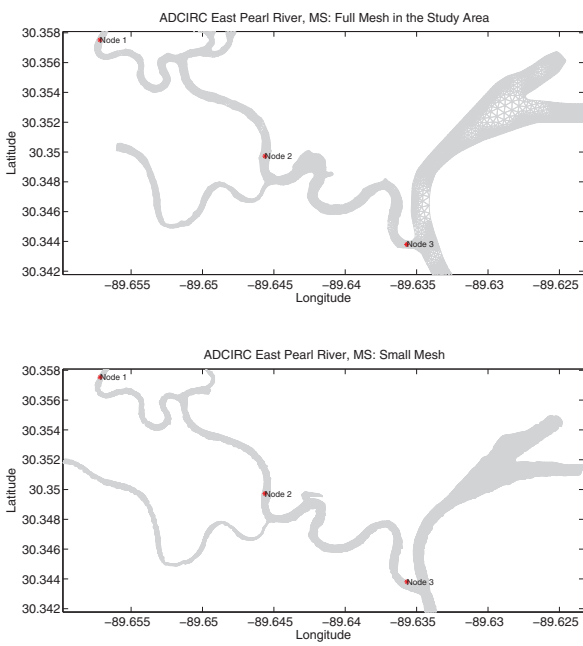 ADCIRC East Pearl River, MS: Full Mesh in the Study Area
30.358
30.356
30.354
30.352
30.35
30.348
30.346
30.344
30.342
Latitude
Node 1
Node 2
Node 3
−89.655 −89.65 −89.645 −89.64 −89.635 −89.63 −89.625
Longitude
ADCIRC East Pearl River, MS: Small Mesh
30.358
30.356
30.354
30.352
30.35
30.348
30.346
30.344
30.342
Latitude
Node 1
Node 2
Node 3
−89.655 −89.65 −89.645 −89.64 −89.635 −89.63 −89.625
Longitude